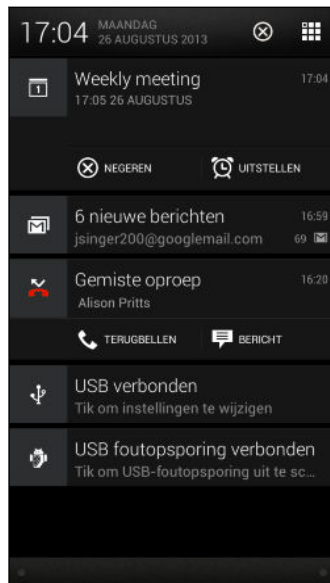 17:04
MAANDAG
26 AUGUSTUS 2013
1
Weekly meeting 17:04
17:05 26 AUGUSTUS
NEGEREN UITSTELLEN
6 nieuwe berichten 16:59
jsinger200@googlemail.com 69
Gemiste oproep 16:20
Alison Pritts
TERUGBELLEN BERICHT
USB verbonden
Tik om instellingen te wijzigen
USB foutopsporing verbonden
Tik om USB-foutopsporing uit te sc...